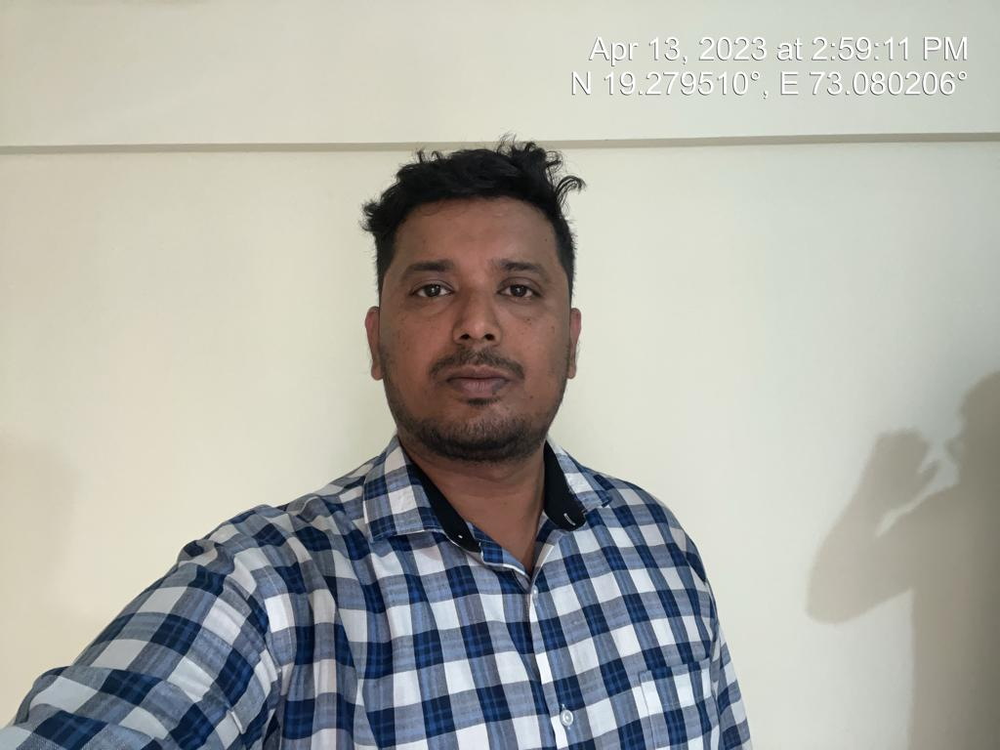 Apr 13, 2023 at 2:59:11 PM
N 19.279510°, E 73.080206°